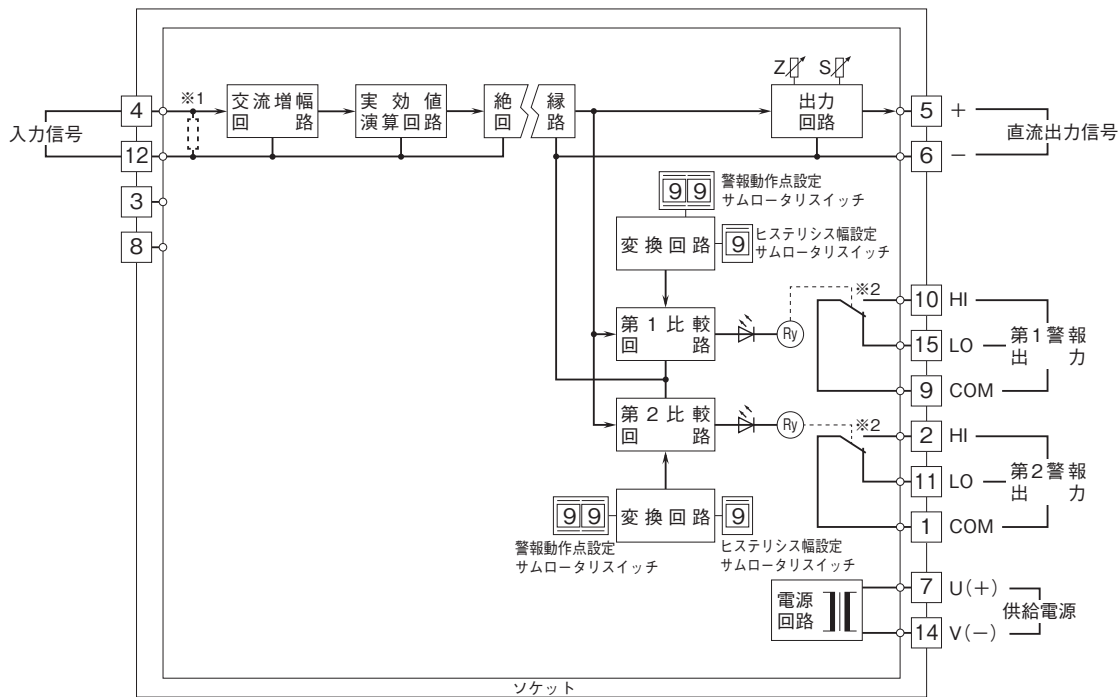 ※1
交流増幅
回 路
実効値
演算回路
絶 縁
回 路
Z
S
出力
回路
4
12
入力信号
3
8
5
+
6
−
直流出力信号
9 9
警報動作点設定
サムロータリスイッチ
変換回路
9
ヒステリシス幅設定
サムロータリスイッチ
第1比較
回 路
Ry
※2
10
HI
15
LO
9
COM
第1警報
出 力
第2比較
回 路
Ry
※2
2
HI
11
LO
1
COM
第2警報
出 力
9 9
変換回路
9
警報動作点設定
サムロータリスイッチ
ヒステリシス幅設定
サムロータリスイッチ
電源
回路
7
U(+)
14
V(−)
供給電源
ソケット